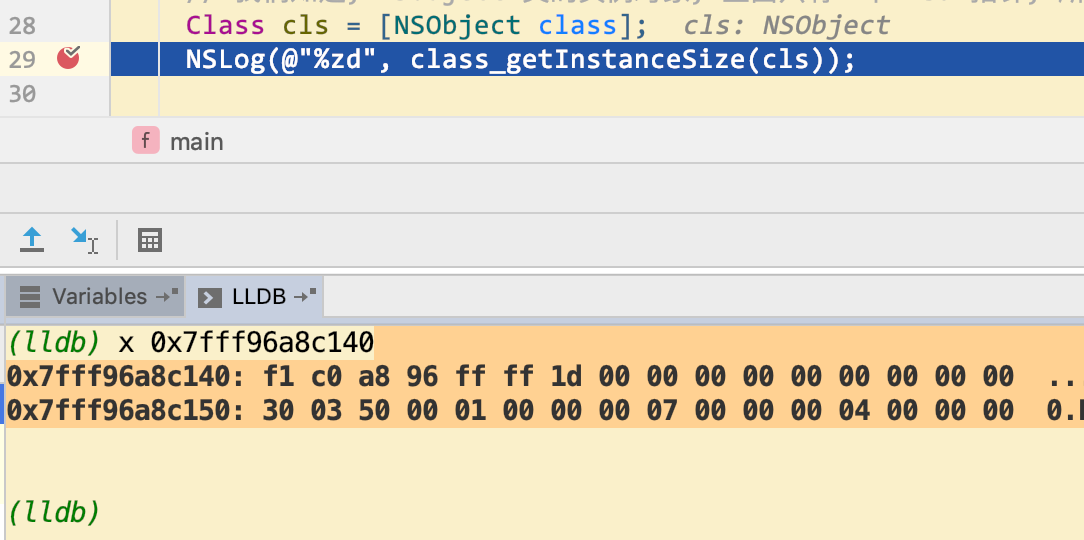 28 Class cls = [NSObject class]; cls: NSObject
29 NSLog(@"%zd", class_getInstanceSize(cls));
30
f main
Variables
LLDB
(lldb) x 0x7fff96a8c140
0x7fff96a8c140: f1 c0 a8 96 ff ff 1d 00 00 00 00 00 00 00 00 00 ..
0x7fff96a8c150: 30 03 50 00 01 00 00 00 07 00 00 00 04 00 00 00 0.
(lldb)